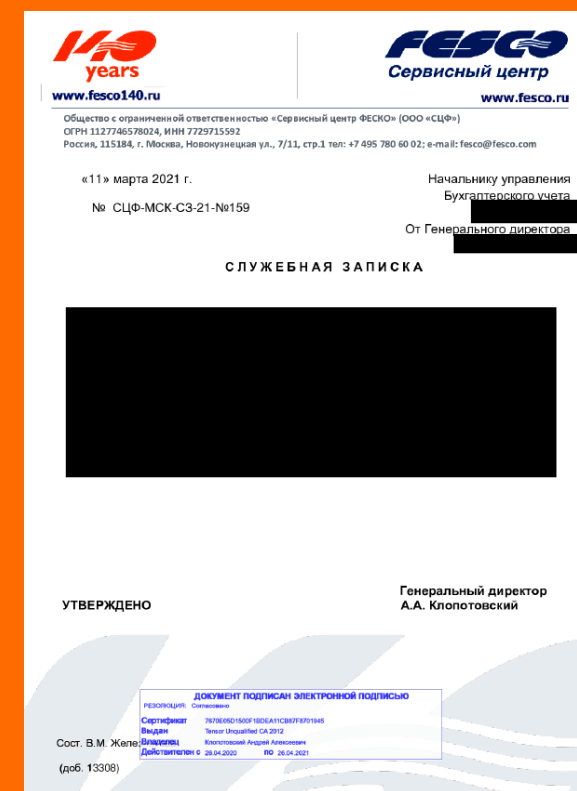 140
years
www.fesco140.ru
FESCO
Сервисный центр
www.fesco.ru
Общество с ограниченной ответственностью «Сервисный центр ФЕСКО» (ООО «СЦФ»)
ОГРН 1127746578024, ИНН 7729715592
Россия, 115184, г. Москва, Новокузнецкая ул., 7/11, стр.1 тел: +7 495 780 60 02; e-mail: fesco@fesco.com
«11» марта 2021 г.
№ СЦФ-МСК-СЗ-21-№159
Начальнику управления
Бухгалтерского учета
От Генерального директора
СЛУЖЕБНАЯ ЗАПИСКА
УТВЕРЖДЕНО
Генеральный директор
А.А. Клопотовский
ДОКУМЕНТ ПОДПИСАН ЭЛЕКТРОННОЙ ПОДПИСЬЮ
РЕЗОЛЮЦИЯ: Согласовано
Сертификат 7670E05D1500F1BDEA11CB87F8701945
Выдан Tensor Unqualified CA 2012
Владелец Клопотовский Андрей Алексеевич
Действителен с 26.04.2020 ПО 26.04.2021
Сост. В.М. Желе
(доб. 13308)